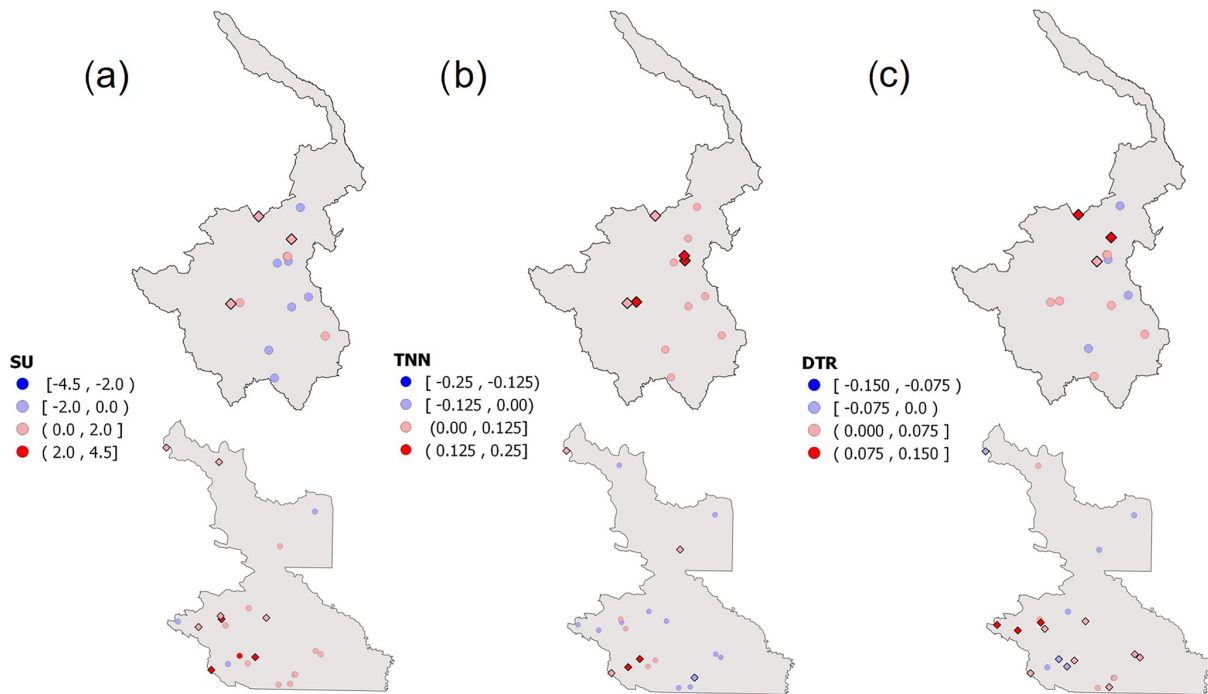 (a) (b) (c)
SU TNN DTR
[-4.5 , -2.0 ) [ -0.25 , -0.125) [ -0.150 , -0.075 )
[ -2.0 , 0.0 ) [ -0.125 , 0.00) [ -0.075 , 0.0 )
( 0.0 , 2.0 ] (0.00 , 0.125] ( 0.000 , 0.075 ]
( 2.0 , 4.5] ( 0.125 , 0.25] ( 0.075 , 0.150 ]